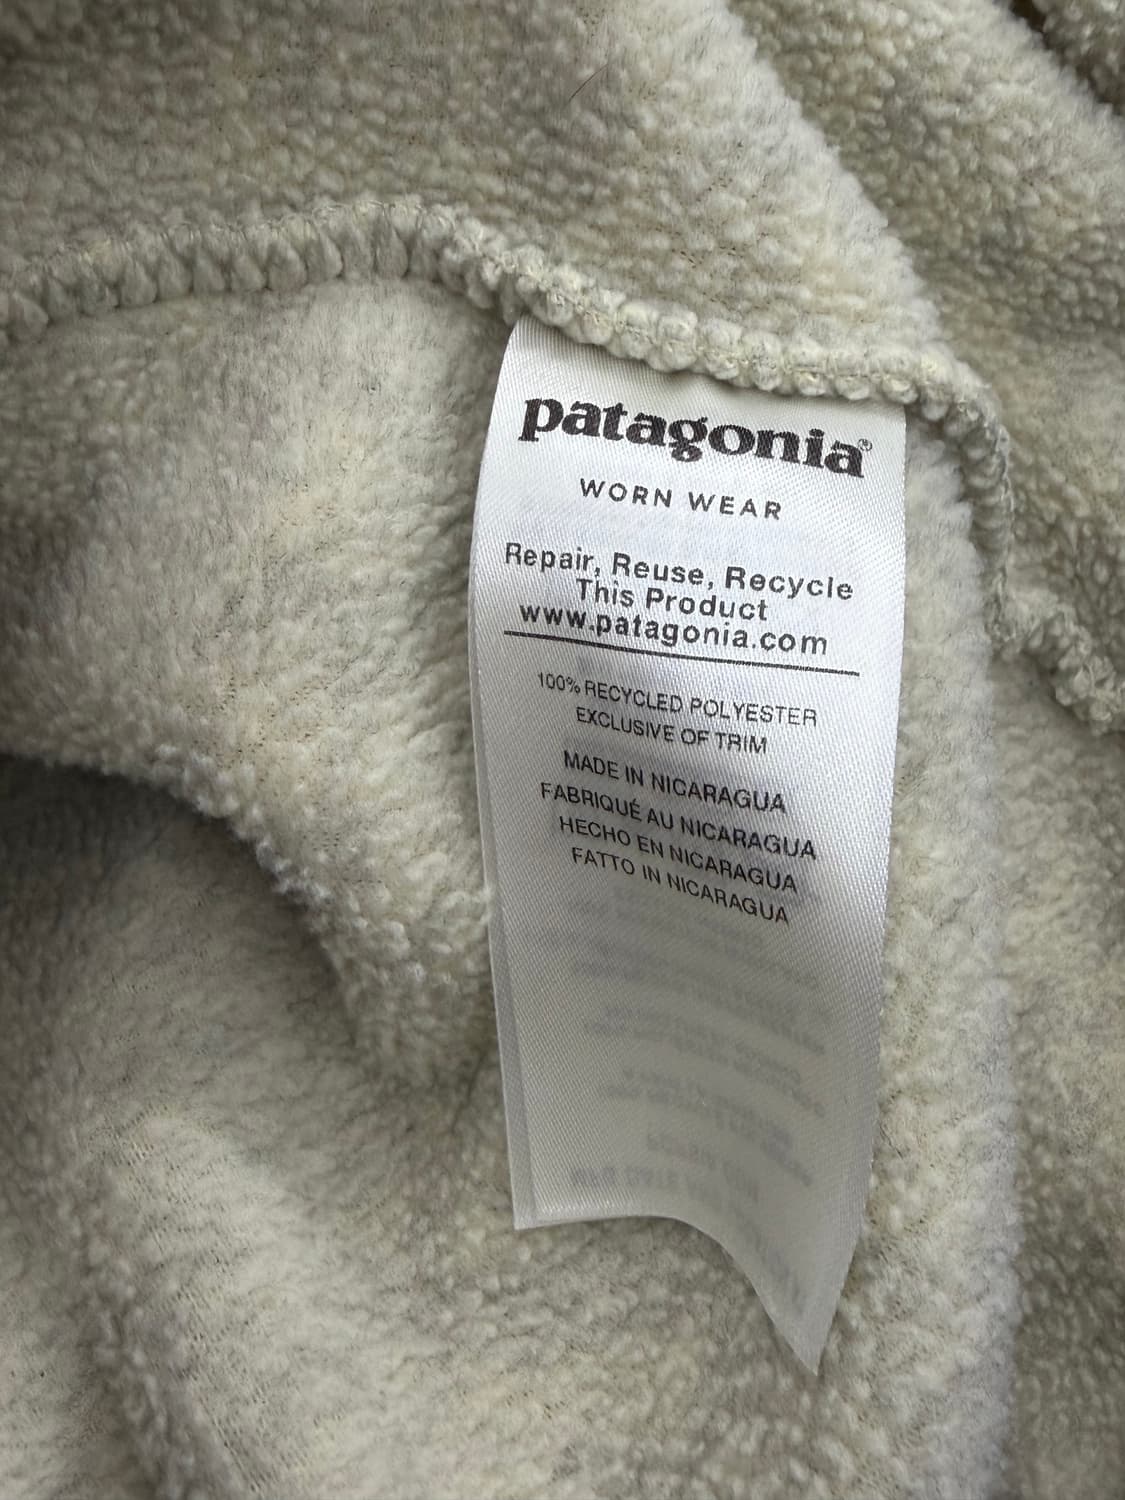 patagonia®
WORN WEAR
Repair, Reuse, Recycle
This Product
www.patagonia.com
100% RECYCLED POLYESTER
EXCLUSIVE OF TRIM
MADE IN NICARAGUA
FABRIQUÉ AU NICARAGUA
HECHO EN NICARAGUA
FATTO IN NICARAGUA